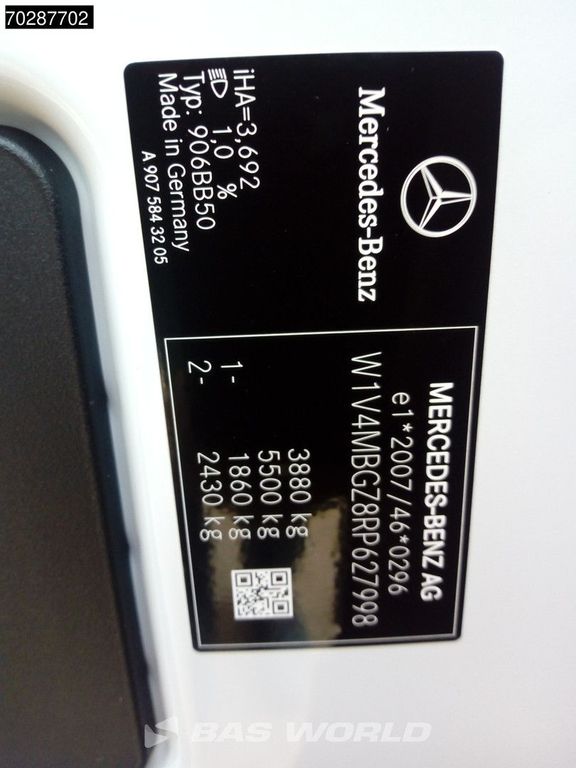 70287702
Mercedes-Benz
iHA=3,692
1,0 %
Typ: 906BB50
Made in Germany
A 907 584 32 05
MERCEDES-BENZ AG
e1*2007/46*0296
W1V4MBGZ8RP627998
3880 kg
5500 kg
1- 1860 kg
2- 2430 kg
BAS WORLD